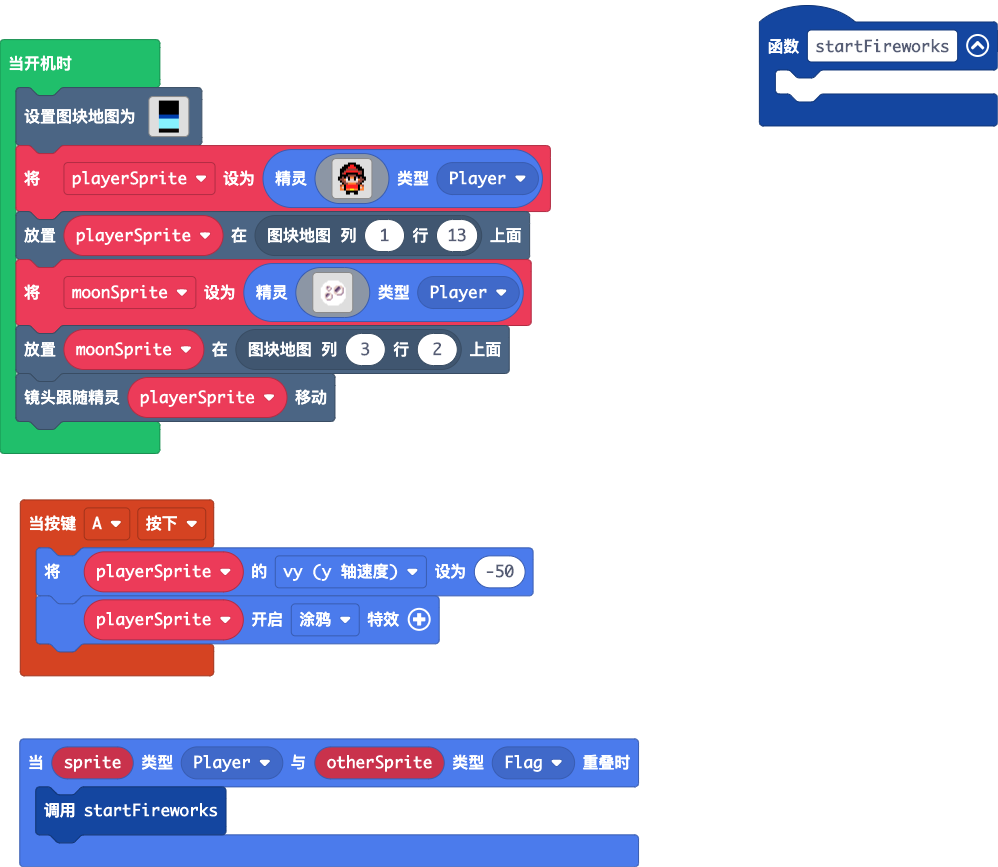 当开机时
设置图块地图为
将 playerSprite 设为 精灵 类型 Player
放置 playerSprite 在 图块地图 列 1 行 13 上面
将 moonSprite 设为 精灵 类型 Player
放置 moonSprite 在 图块地图 列 3 行 2 上面
镜头跟随精灵 playerSprite 移动
函数 startFireworks
当按键 A 按下
将 playerSprite 的 vy (y 轴速度) 设为 -50
playerSprite 开启 涂鸦 特效
当 sprite 类型 Player 与 otherSprite 类型 Flag 重叠时
调用 startFireworks